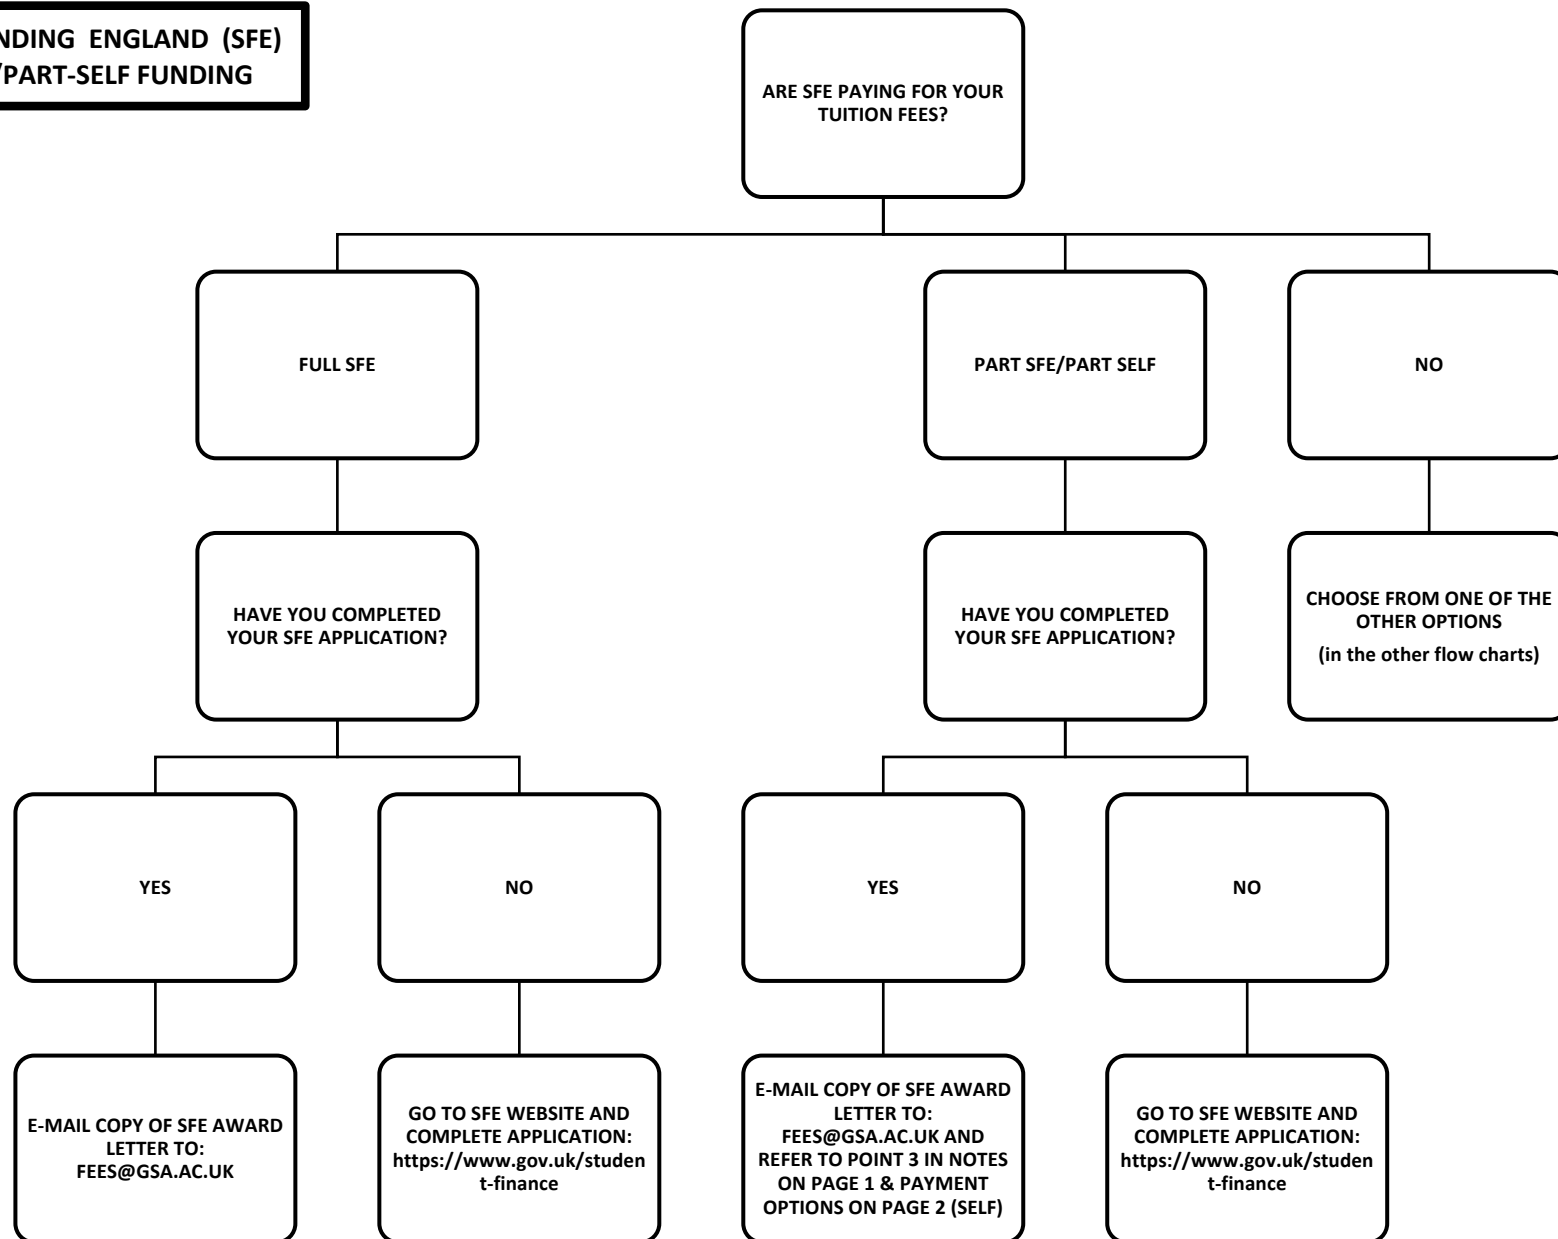 ENGLAND (SFE)
/PART-SELF FUNDING
ARE SFE PAYING FOR YOUR
TUITION FEES?
FULL SFE
PART SFE/PART SELF
NO
HAVE YOU COMPLETED
YOUR SFE APPLICATION?
HAVE YOU COMPLETED
YOUR SFE APPLICATION?
CHOOSE FROM ONE OF THE
OTHER OPTIONS
(in the other flow charts)
YES
NO
YES
NO
E-MAIL COPY OF SFE AWARD
LETTER TO:
FEES@GSA.AC.UK
GO TO SFE WEBSITE AND
COMPLETE APPLICATION:
https://www.gov.uk/studen
t-finance
E-MAIL COPY OF SFE AWARD
LETTER TO:
FEES@GSA.AC.UK AND
REFER TO POINT 3 IN NOTES
ON PAGE 1 & PAYMENT
OPTIONS ON PAGE 2 (SELF)
GO TO SFE WEBSITE AND
COMPLETE APPLICATION:
https://www.gov.uk/studen
t-finance